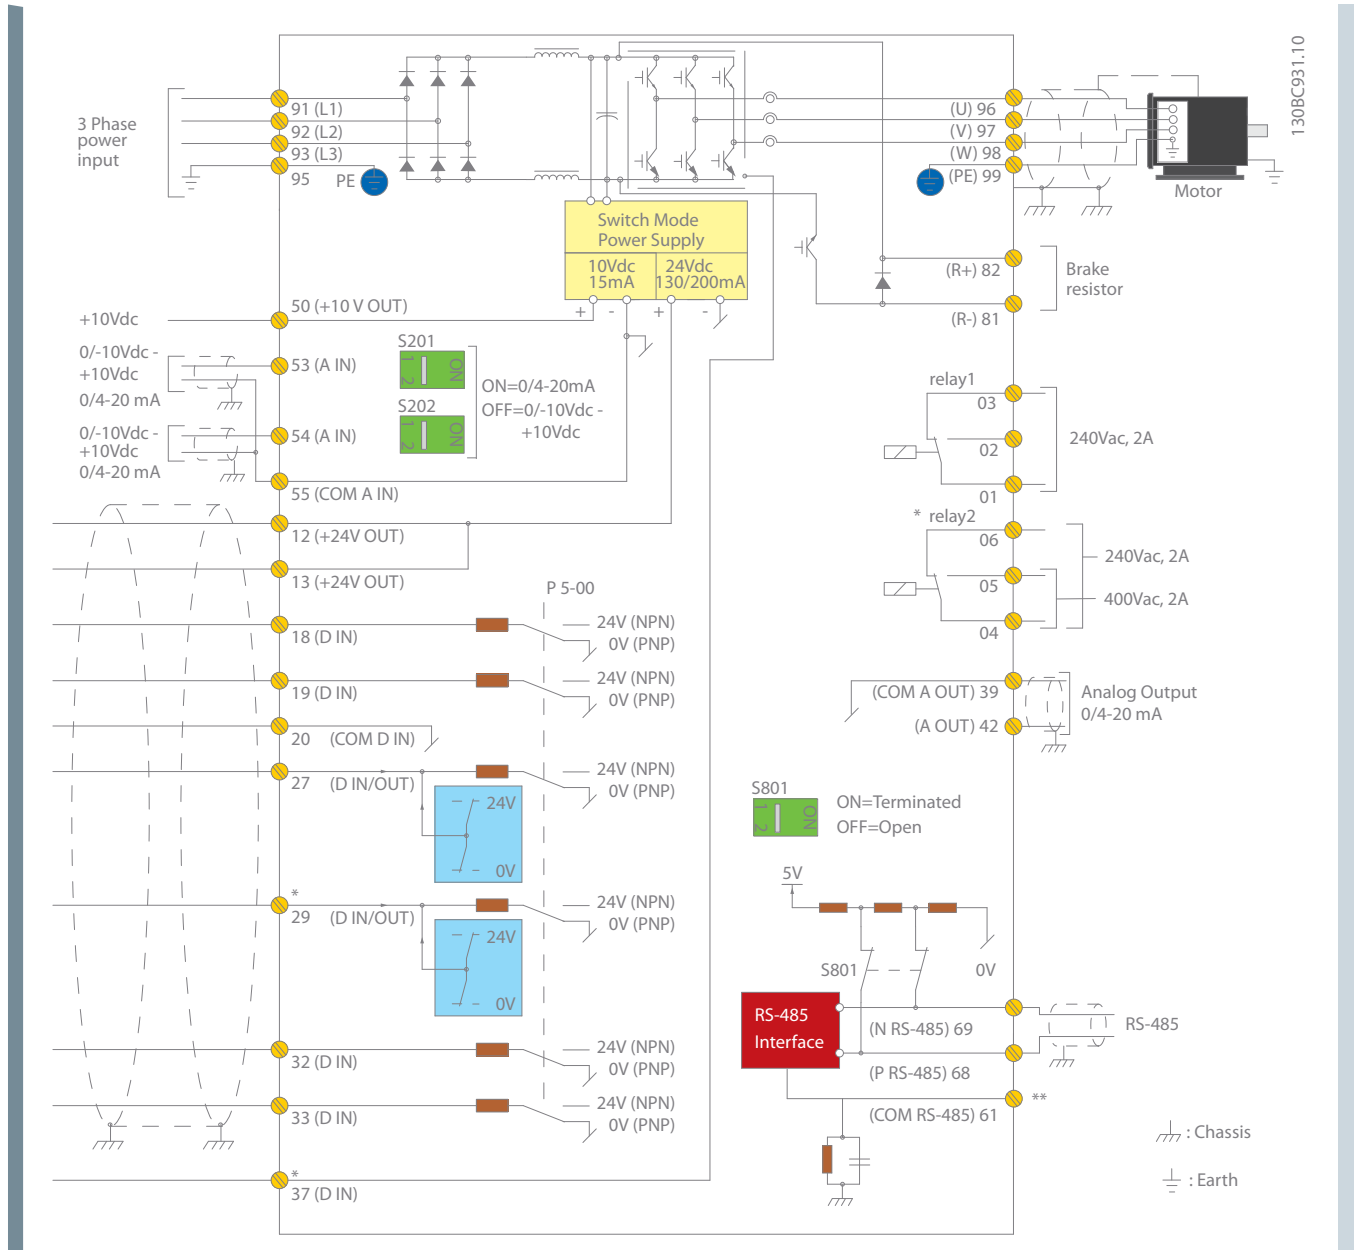 130BC931.10
3 Phase
power
input
91 (L1)
92 (L2)
93 (L3)
95
PE
(U) 96
(V) 97
(W) 98
(PE) 99
Motor
Switch Mode
Power Supply
10Vdc
15mA
24Vdc
130/200mA
+
-
+
-
(R+) 82
(R-) 81
Brake
resistor
+10Vdc
50 (+10 V OUT)
0/-10Vdc -
+10Vdc
0/4-20 mA
53 (A IN)
0/-10Vdc -
+10Vdc
0/4-20 mA
54 (A IN)
55 (COM A IN)
S201
1
2
ON
S202
1
2
ON
ON=0/4-20mA
OFF=0/-10Vdc -
+10Vdc
relay1
03
02
01
240Vac, 2A
* relay2
06
05
04
240Vac, 2A
400Vac, 2A
12 (+24V OUT)
13 (+24V OUT)
P 5-00
18 (D IN)
24V (NPN)
0V (PNP)
19 (D IN)
24V (NPN)
0V (PNP)
20 (COM D IN)
27 (D IN/OUT)
24V (NPN)
0V (PNP)
24V
0V
*
29 (D IN/OUT)
24V (NPN)
0V (PNP)
24V
0V
32 (D IN)
24V (NPN)
0V (PNP)
33 (D IN)
24V (NPN)
0V (PNP)
*
37 (D IN)
(COM A OUT) 39
(A OUT) 42
Analog Output
0/4-20 mA
S801
1
2
ON
ON=Terminated
OFF=Open
5V
S801
0V
RS-485
Interface
(N RS-485) 69
(P RS-485) 68
(COM RS-485) 61
**
RS-485
: Chassis
: Earth